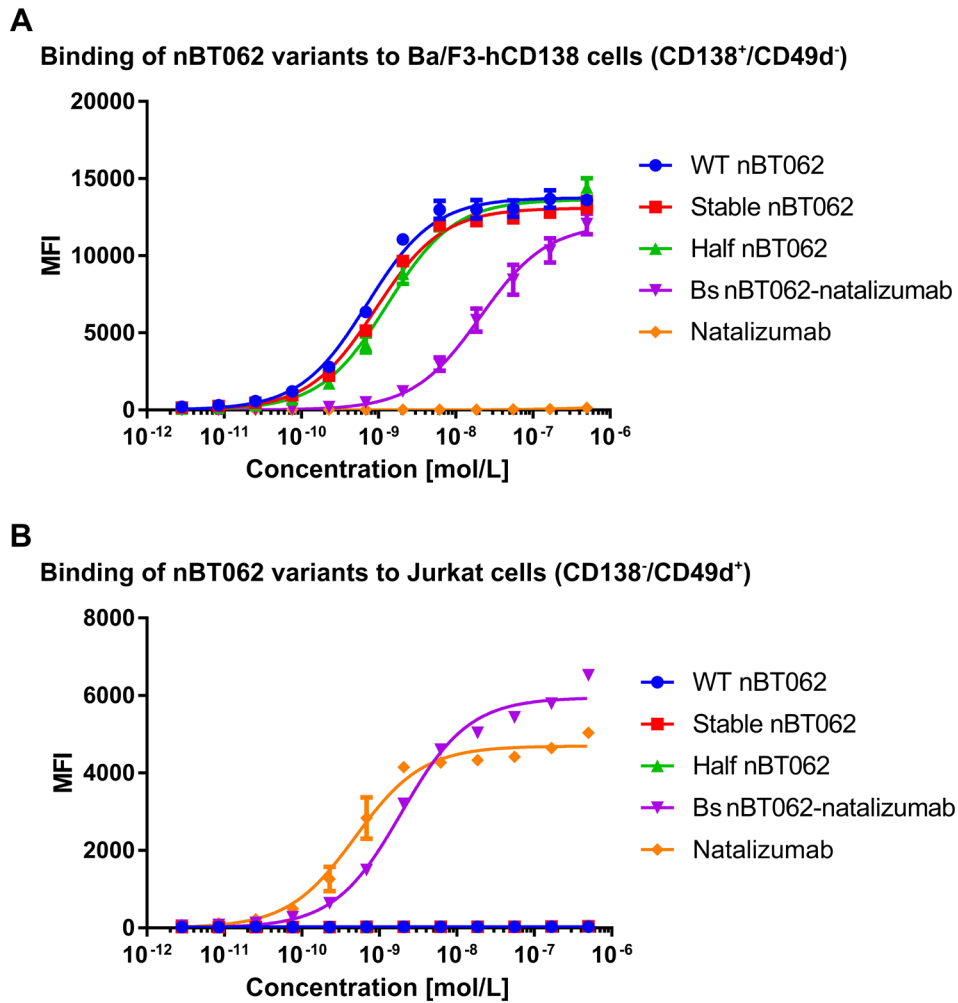 A
Binding of nBT062 variants to Ba/F3-hCD138 cells (CD138⁺/CD49d⁻)
20000
15000
10000
5000
0
MFI
10⁻¹² 10⁻¹¹ 10⁻¹⁰ 10⁻⁹ 10⁻⁸ 10⁻⁷ 10⁻⁶
Concentration [mol/L]
WT nBT062
Stable nBT062
Half nBT062
Bs nBT062-natalizumab
Natalizumab
B
Binding of nBT062 variants to Jurkat cells (CD138⁻/CD49d⁺)
8000
6000
4000
2000
0
MFI
10⁻¹² 10⁻¹¹ 10⁻¹⁰ 10⁻⁹ 10⁻⁸ 10⁻⁷ 10⁻⁶
Concentration [mol/L]
WT nBT062
Stable nBT062
Half nBT062
Bs nBT062-natalizumab
Natalizumab